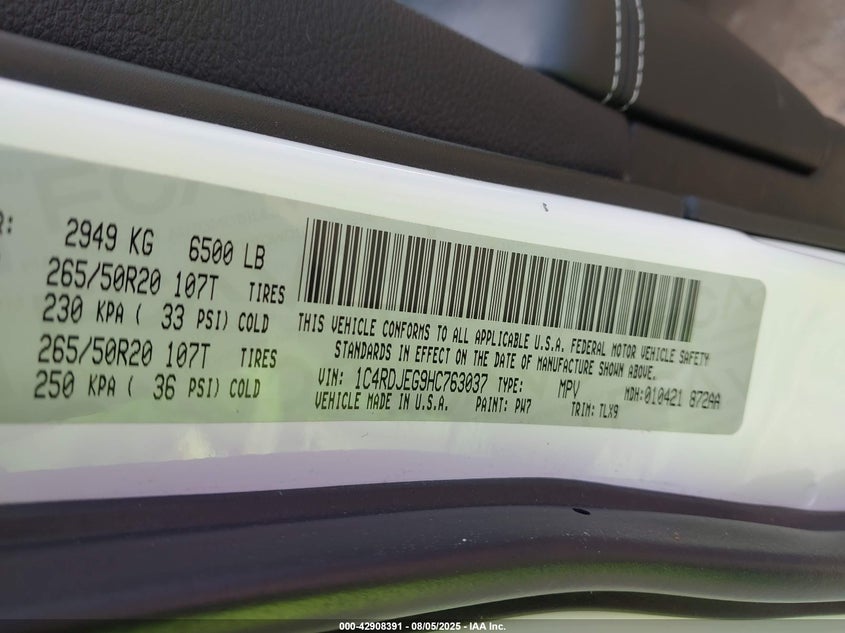 R: 2949 KG 6500 LB
265/50R20 107T TIRES
230 KPA ( 33 PSI) COLD
265/50R20 107T TIRES
250 KPA ( 36 PSI) COLD
THIS VEHICLE CONFORMS TO ALL APPLICABLE U.S.A. FEDERAL MOTOR VEHICLE SAFETY
STANDARDS IN EFFECT ON THE DATE OF MANUFACTURE SHOWN ABOVE.
VIN: 1C4RDJEG9HC763037 TYPE: MPV MDH:010421 872AA
VEHICLE MADE IN U.S.A. PAINT: PW7 TRIM: TLX9
000-42908391 - 08/05/2025 - IAA Inc.